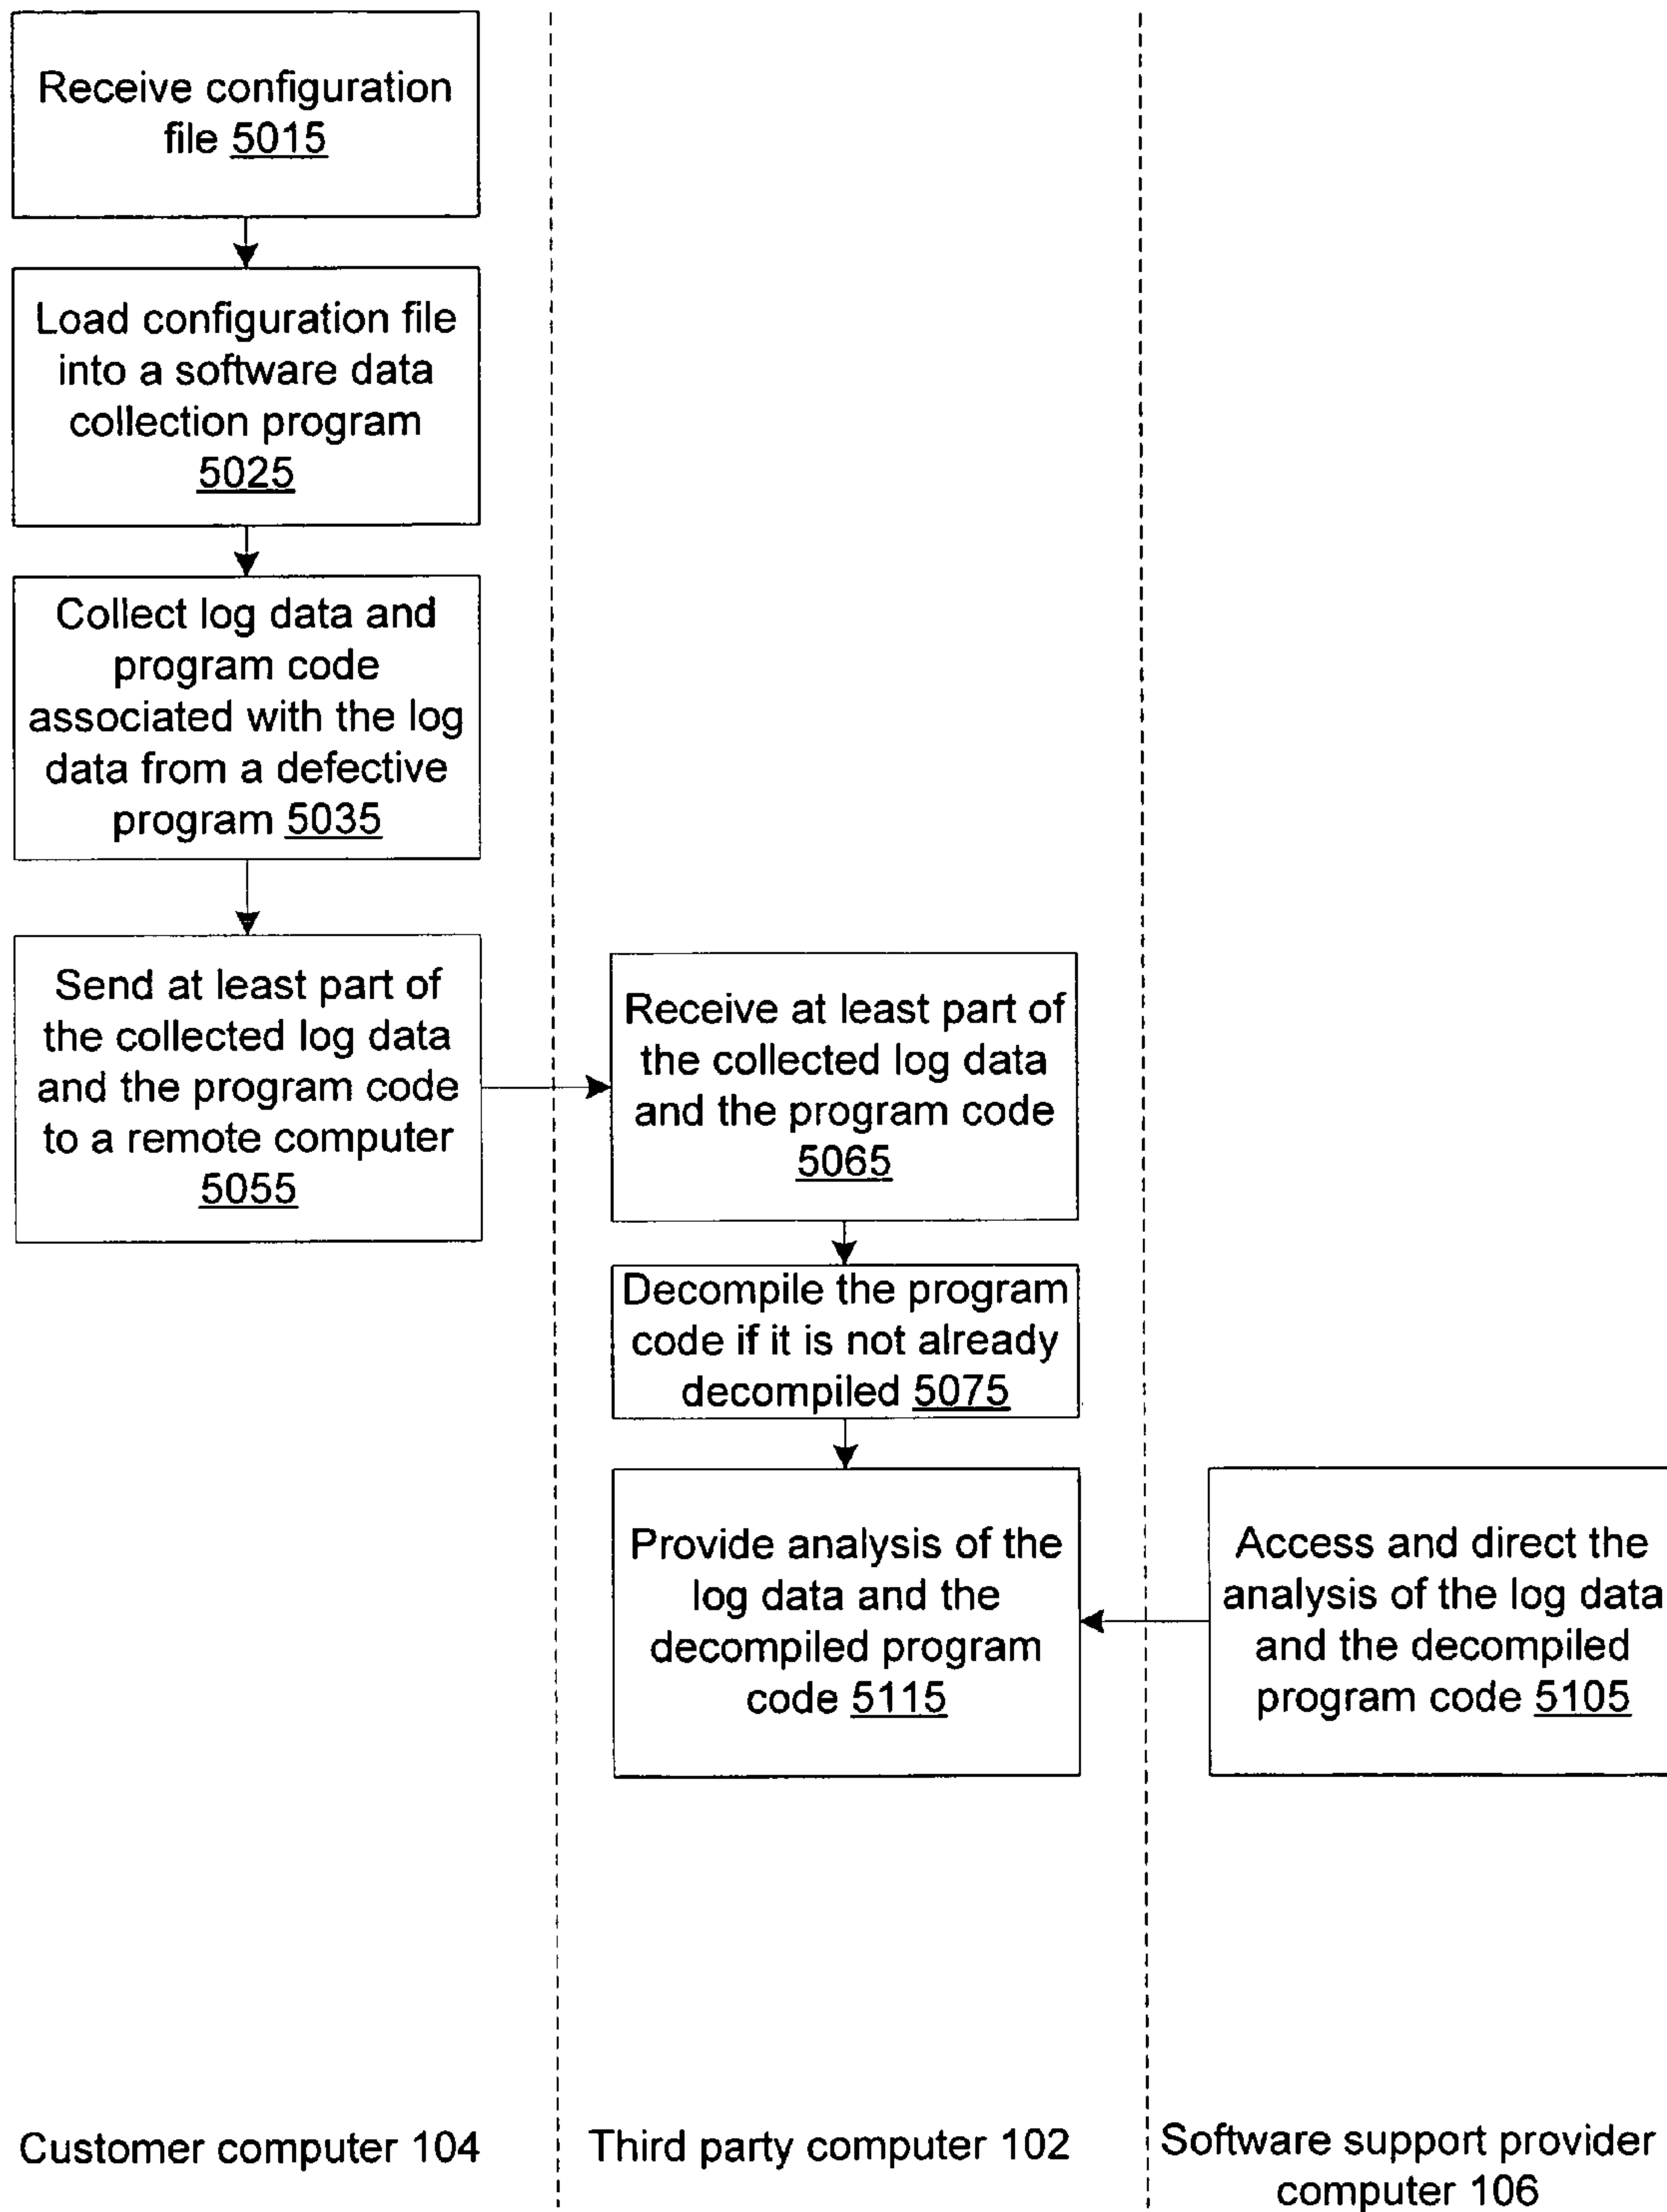 Receive configuration
file 5015
Load configuration file
into a software data
collection program
5025
Collect log data and
program code
associated with the log
data from a defective
program 5035
Send at least part of
the collected log data
and the program code
to a remote computer
5055
Receive at least part of
the collected log data
and the program code
5065
Decompile the program
code if it is not already
decompiled 5075
Provide analysis of the
log data and the
decompiled program
code 5115
Access and direct the
analysis of the log data
and the decompiled
program code 5105
Customer computer 104
Third party computer 102
Software support provider
computer 106